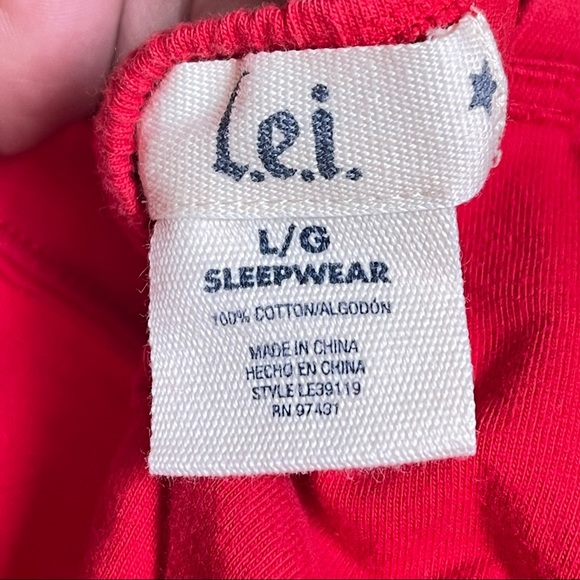 l.e.i.
L/G
SLEEPWEAR
100% COTTON/ALGODÓN
MADE IN CHINA
HECHO EN CHINA
STYLE LE39119
RN 97431